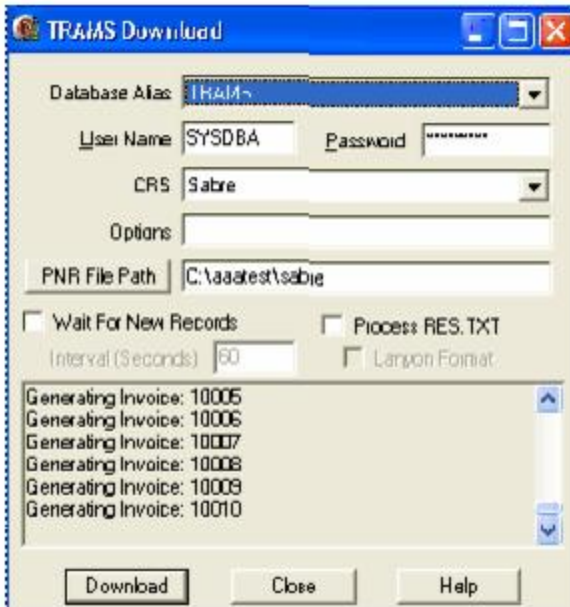 TRAMS Download
Database Alias TRAMS
User Name SYSDBA Password *********
CRS Sabre
Options
PNR File Path C:\aaatest\sabre
Wait For New Records Process RES.TXT
Interval (Seconds) 60 Lanyon Format
Generating Invoice: 10005
Generating Invoice: 10006
Generating Invoice: 10007
Generating Invoice: 10008
Generating Invoice: 10009
Generating Invoice: 10010
Download Close Help